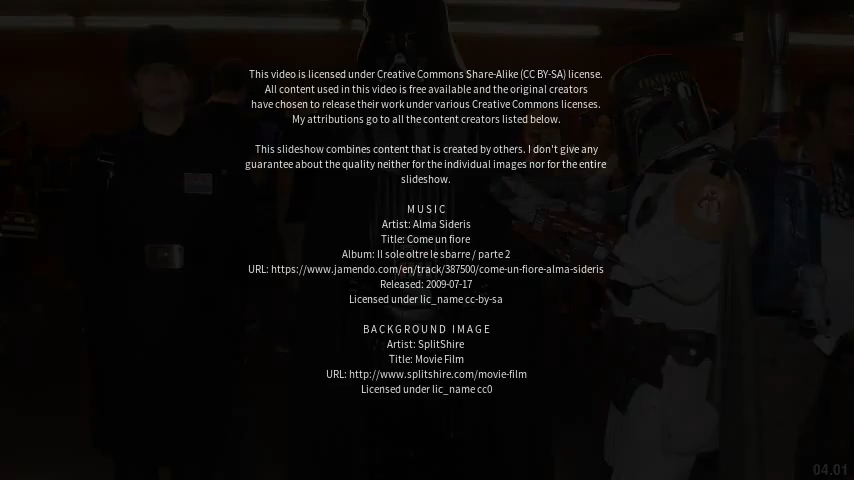 This video is licensed under Creative Commons Share-Alike (CC BY-SA) license.
All content used in this video is free available and the original creators
have chosen to release their work under various Creative Commons licenses.
My attributions go to all the content creators listed below.
This slideshow combines content that is created by others. I don't give any
guarantee about the quality neither for the individual images nor for the entire
slideshow.
MUSIC
Artist: Alma Sideris
Title: Come un fiore
Album: Il sole oltre le sbarre / parte 2
URL: https://www.jamendo.com/en/track/387500/come-un-fiore-alma-sideris
Released: 2009-07-17
Licensed under lic_name cc-by-sa
BACKGROUND IMAGE
Artist: SplitShire
Title: Movie Film
URL: http://www.splitshire.com/movie-film
Licensed under lic_name cc0
04.01